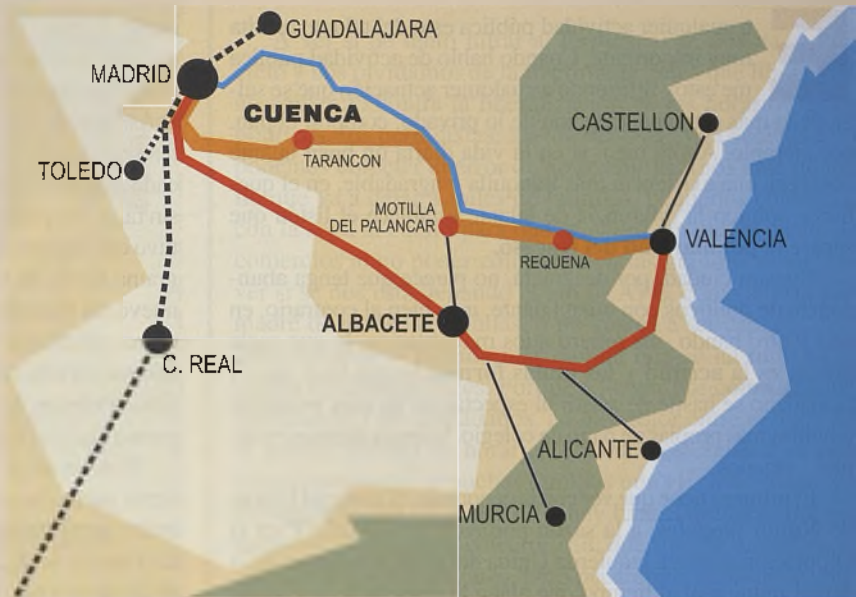 GUADALAJARA
MADRID
CUENCA
CASTELLON
TARANCON
TOLEDO
MOTILLA
DEL PALANCAR
VALENCIA
REQUENA
ALBACETE
C. REAL
ALICANTE
MURCIA